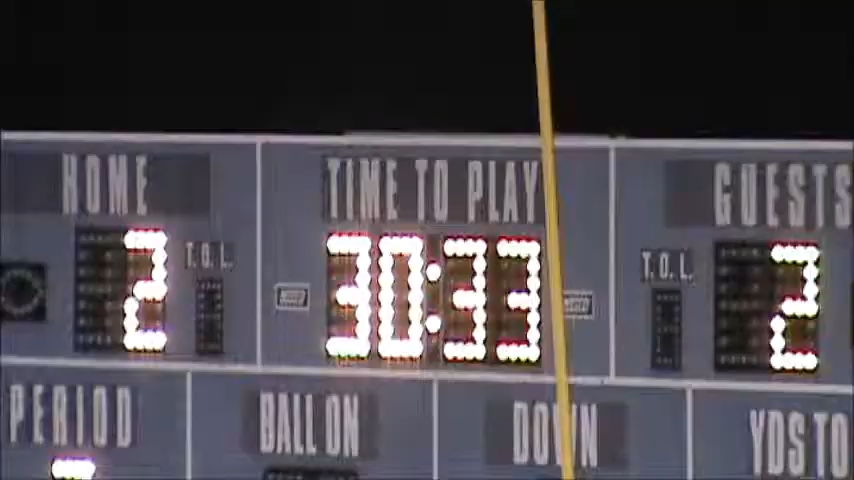 HOME TIME TO PLAY GUESTS
2 T.O.L. 30:33 T.O.L. 2
PERIOD BALL ON DOWN YDS TO